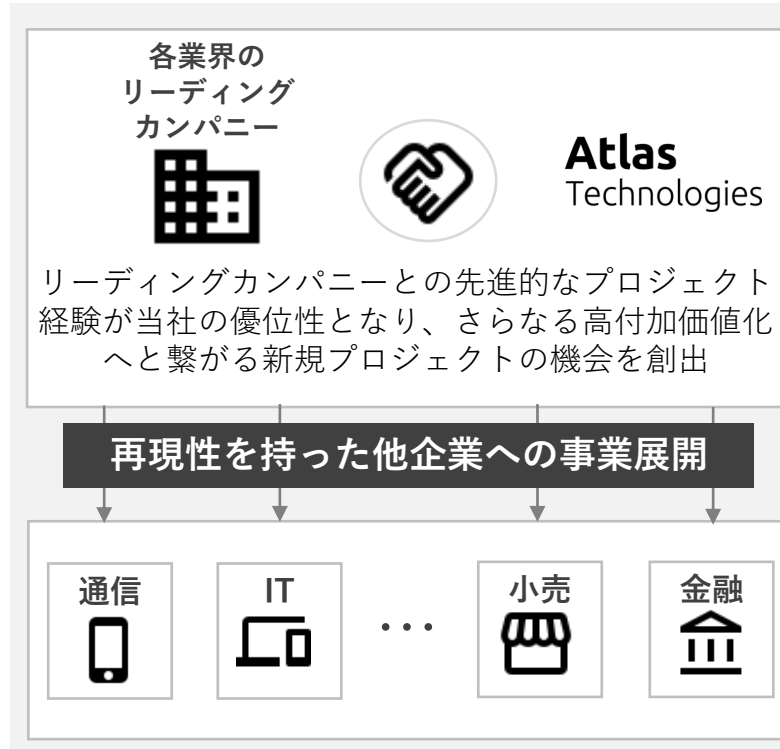 各業界の
リーディング
カンパニー
Atlas
Technologies
リーディングカンパニーとの先進的なプロジェクト
経験が当社の優位性となり、さらなる高付加価値化
へと繋がる新規プロジェクトの機会を創出
再現性を持った他企業への事業展開
通信
IT
・・・
小売
金融